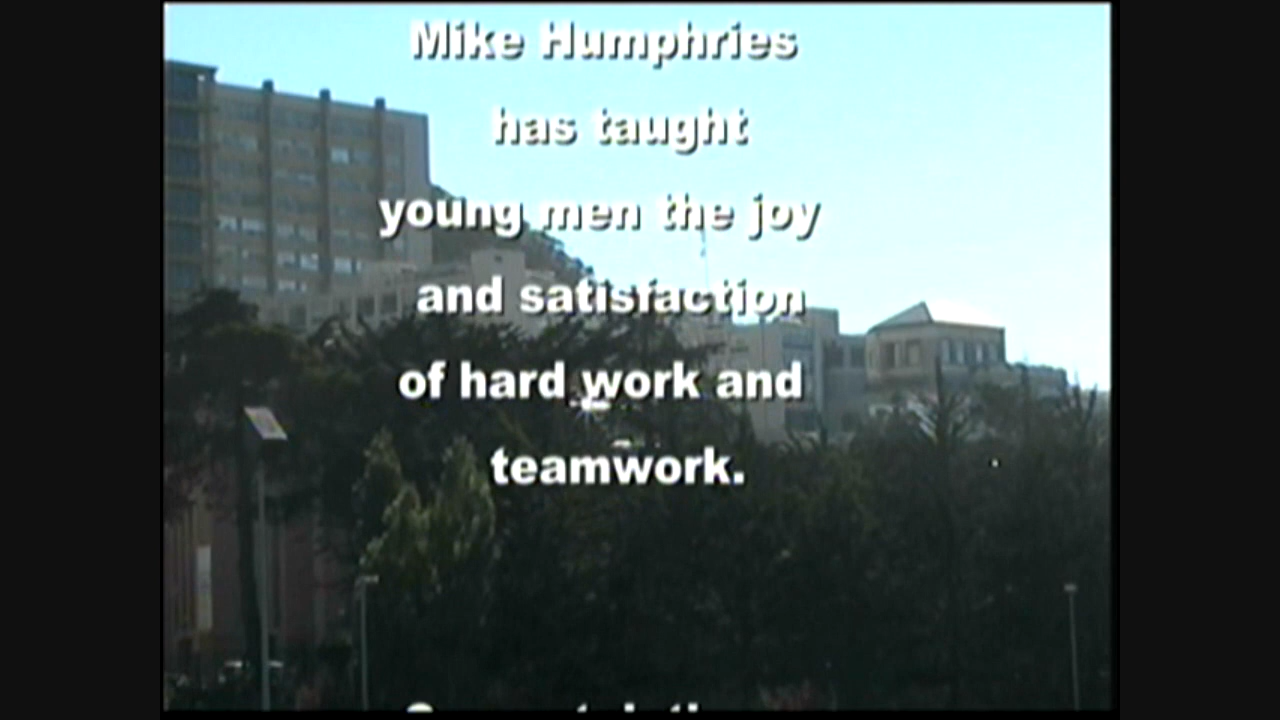 Mike Humphries
has taught
young men the joy
and satisfaction
of hard work and
teamwork.